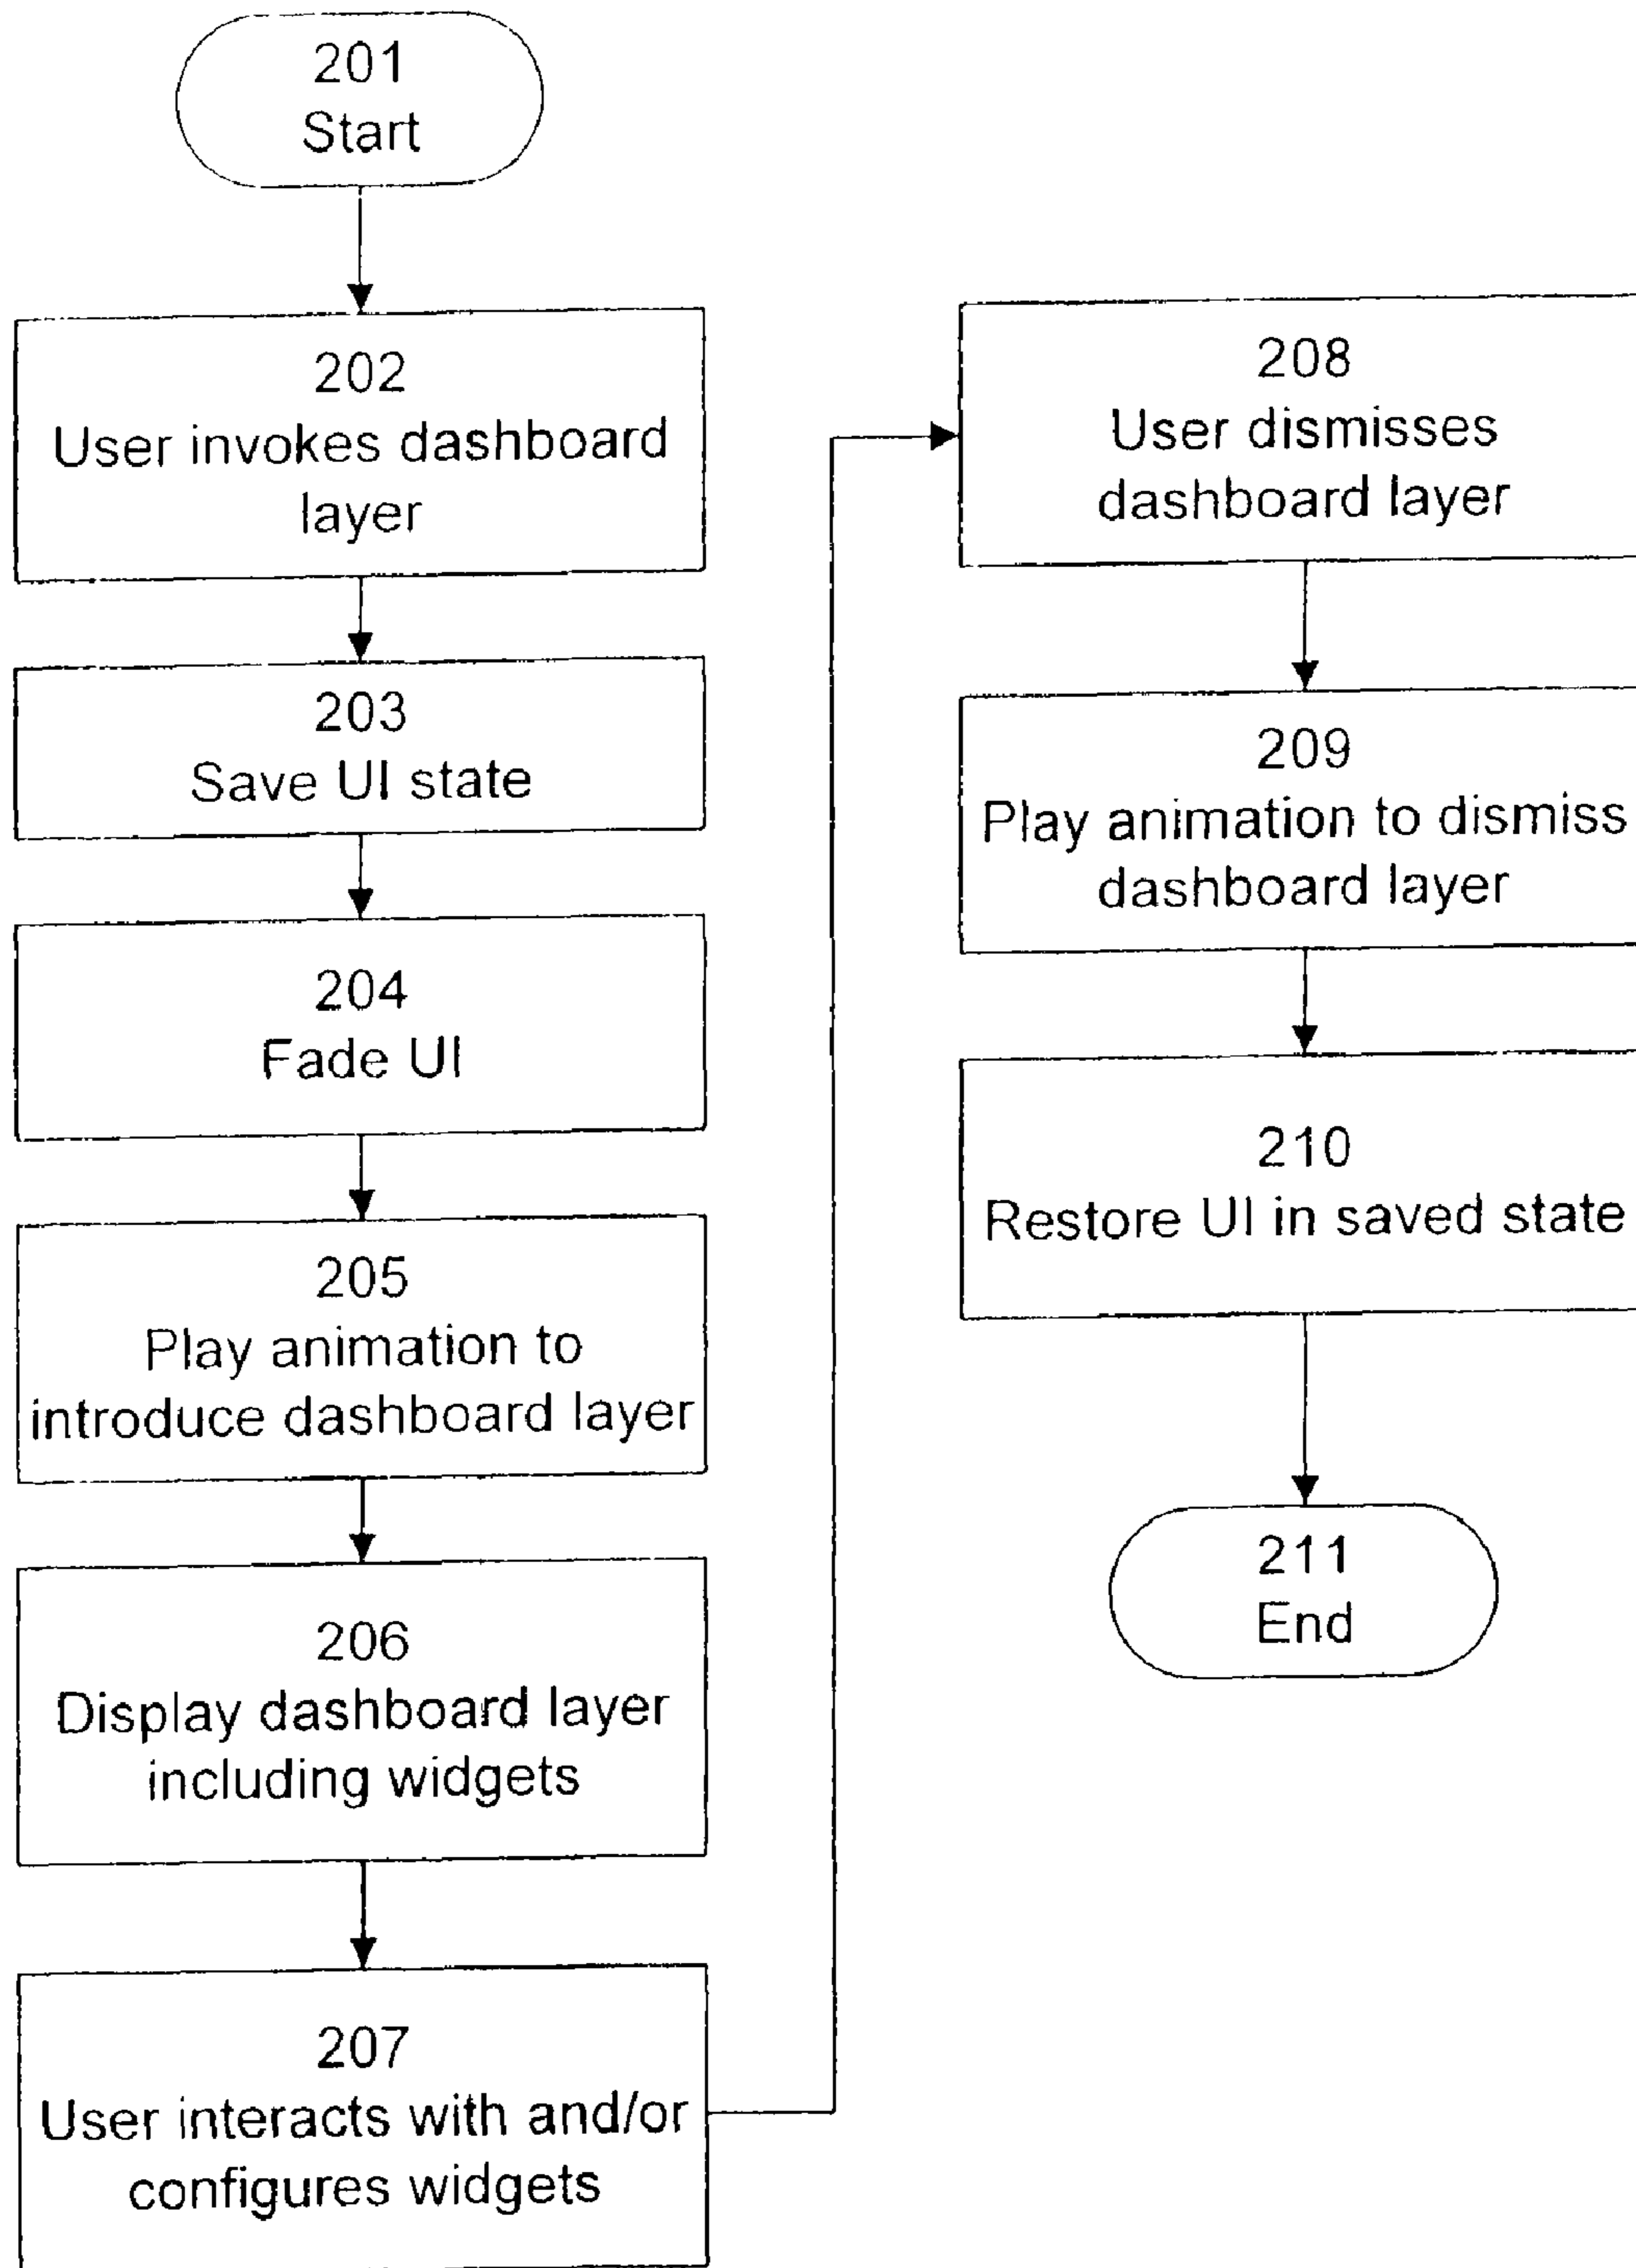 201
Start
202
User invokes dashboard
layer
203
Save UI state
204
Fade UI
205
Play animation to
introduce dashboard layer
206
Display dashboard layer
including widgets
207
User interacts with and/or
configures widgets
208
User dismisses
dashboard layer
209
Play animation to dismiss
dashboard layer
210
Restore UI in saved state
211
End